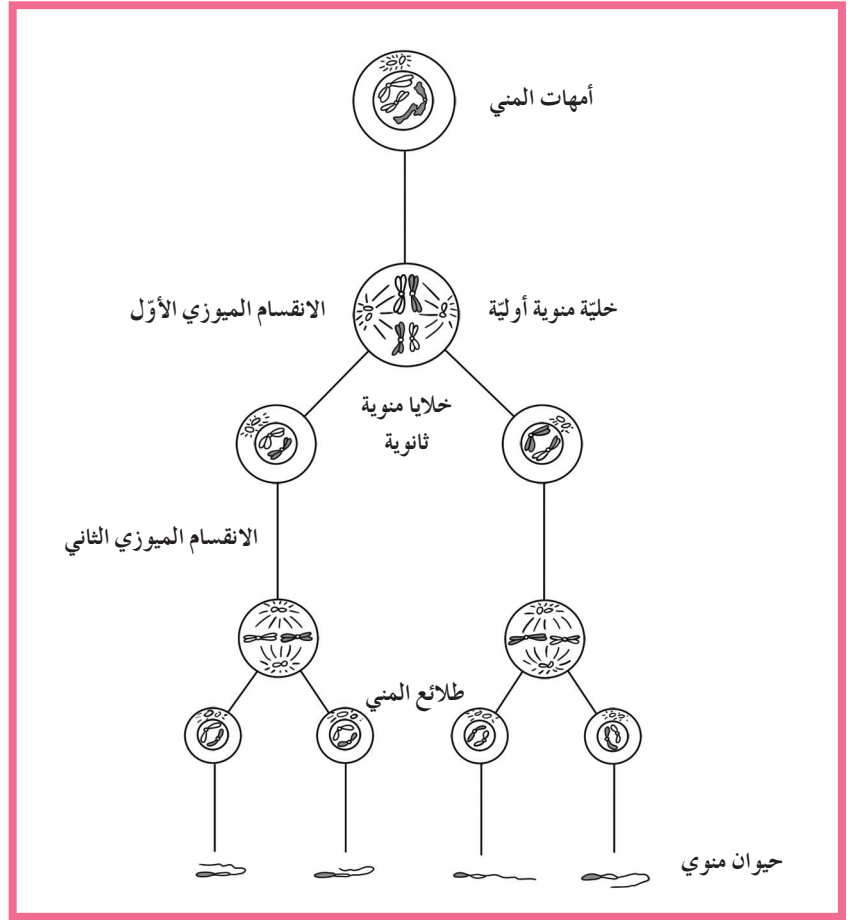 أمهات المني
خليّة منوية أوليّة
الانقسام الميوزي الأوّل
خلايا منوية
ثانوية
الانقسام الميوزي الثاني
طلائع المني
حيوان منوي